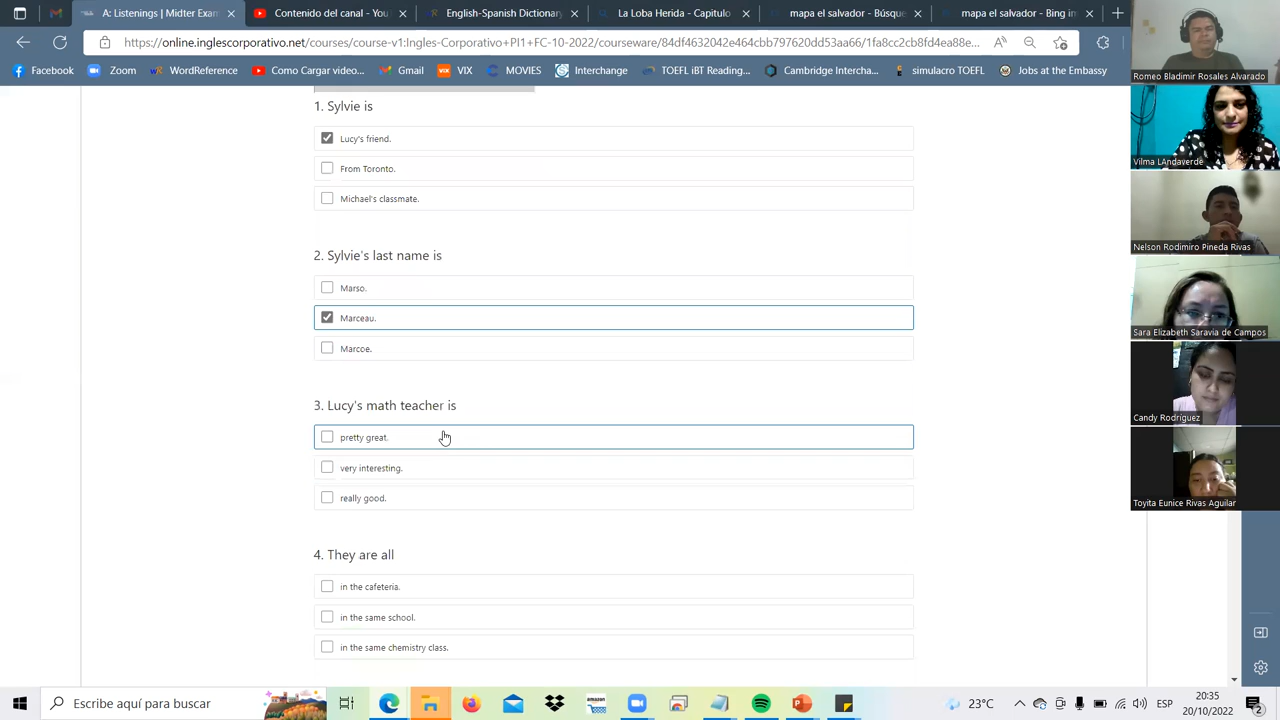 A: Listenings | Midter Exa
Contenido del canal - You
English-Spanish Dictionary
La Loba Herida - Capitulo
mapa el salvador - Búsque
mapa el salvador - Bing im
https://online.inglescorporativo.net/courses/course-v1:Ingles-Corporativo+PI1+FC-10-2022/courseware/84df4632042e464cbb797620dd53aa66/1fa8cc2cb8fd4ea88e...
Facebook
Zoom
WordReference
Como Cargar video...
Gmail
VIX
MOVIES
Interchange
TOEFL iBT Reading...
Cambridge Intercha...
simulacro TOEFL
Jobs at the Embassy
1. Sylvie is
Lucy's friend.
From Toronto.
Michael's classmate.
2. Sylvie's last name is
Marso.
Marceau.
Marcoe.
3. Lucy's math teacher is
pretty great.
very interesting.
really good.
4. They are all
in the cafeteria.
in the same school.
in the same chemistry class.
Romeo Bladimir Rosales Alvarado
Vilma LAndaverde
Nelson Rodimiro Pineda Rivas
Sara Elizabeth Saravia de Campos
Candy Rodríguez
Toyita Eunice Rivas Aguilar
Escribe aquí para buscar
23°C
ESP
20:35
20/10/2022
2